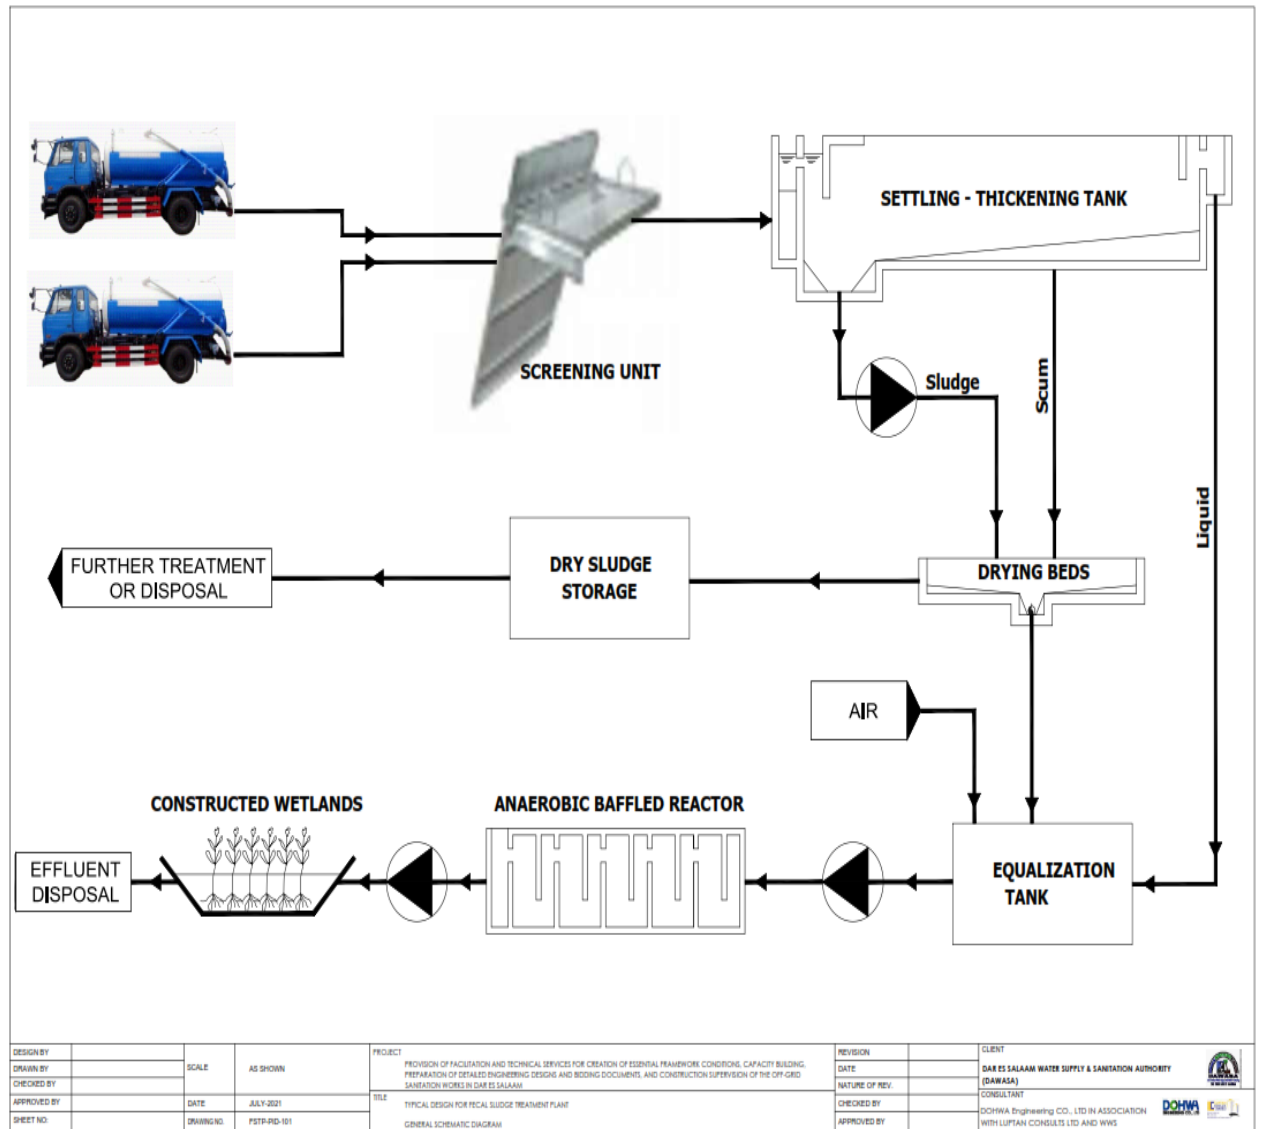 SETTLING - THICKENING TANK
SCREENING UNIT
Sludge
Scum
Liquid
DRYING BEDS
DRY SLUDGE
STORAGE
FURTHER TREATMENT
OR DISPOSAL
AIR
CONSTRUCTED WETLANDS
ANAEROBIC BAFFLED REACTOR
EQUALIZATION
TANK
EFFLUENT
DISPOSAL
DESIGN BY
DRAWN BY
CHECKED BY
APPROVED BY
SHEET NO:
SCALE AS SHOWN
DATE JULY-2021
DRAWING NO. FSTP-PID-101
PROJECT
PROVISION OF FACILITATION AND TECHNICAL SERVICES FOR CREATION OF ESSENTIAL FRAMEWORK CONDITIONS, CAPACITY BUILDING,
PREPARATION OF DETAILED ENGINEERING DESIGNS AND BIDDING DOCUMENTS, AND CONSTRUCTION SUPERVISION OF THE OFF-GRID
SANITATION WORKS IN DAR ES SALAAM
TITLE
TYPICAL DESIGN FOR FECAL SLUDGE TREATMENT PLANT
GENERAL SCHEMATIC DIAGRAM
REVISION
DATE
NATURE OF REV.
CHECKED BY
APPROVED BY
CLIENT
DAR ES SALAAM WATER SUPPLY & SANITATION AUTHORITY
(DAWASA)
DAWASA
CONSULTANT
DOHWA Engineering CO., LTD IN ASSOCIATION
WITH LUPTAN CONSULTS LTD AND WWS
DOHWA